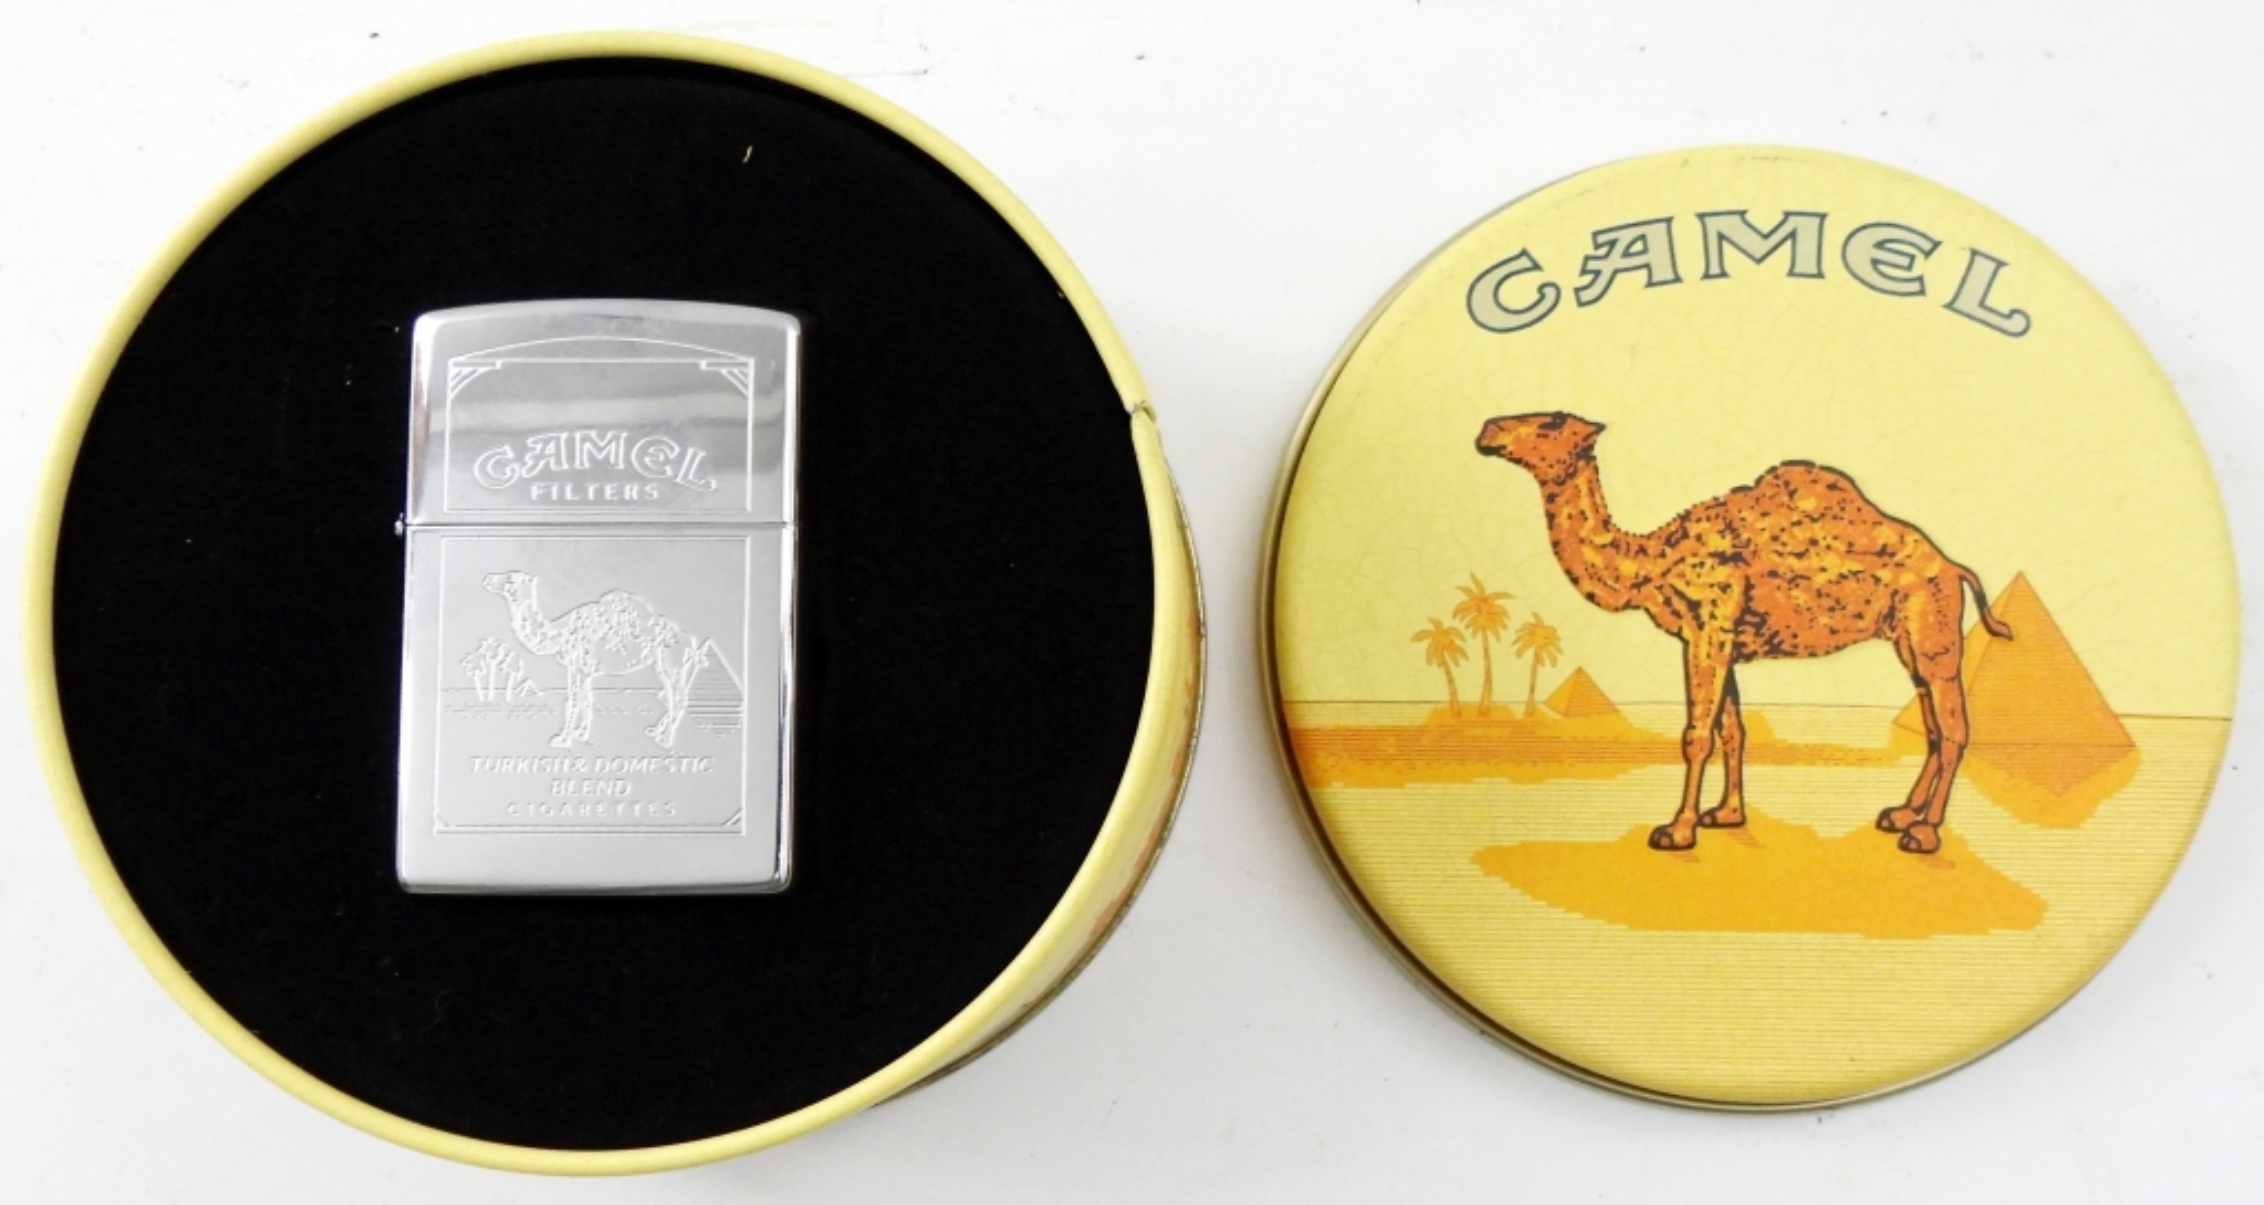 CAMEL
FILTERS
TURKISH & DOMESTIC
BLEND
CIGARETTES
CAMEL